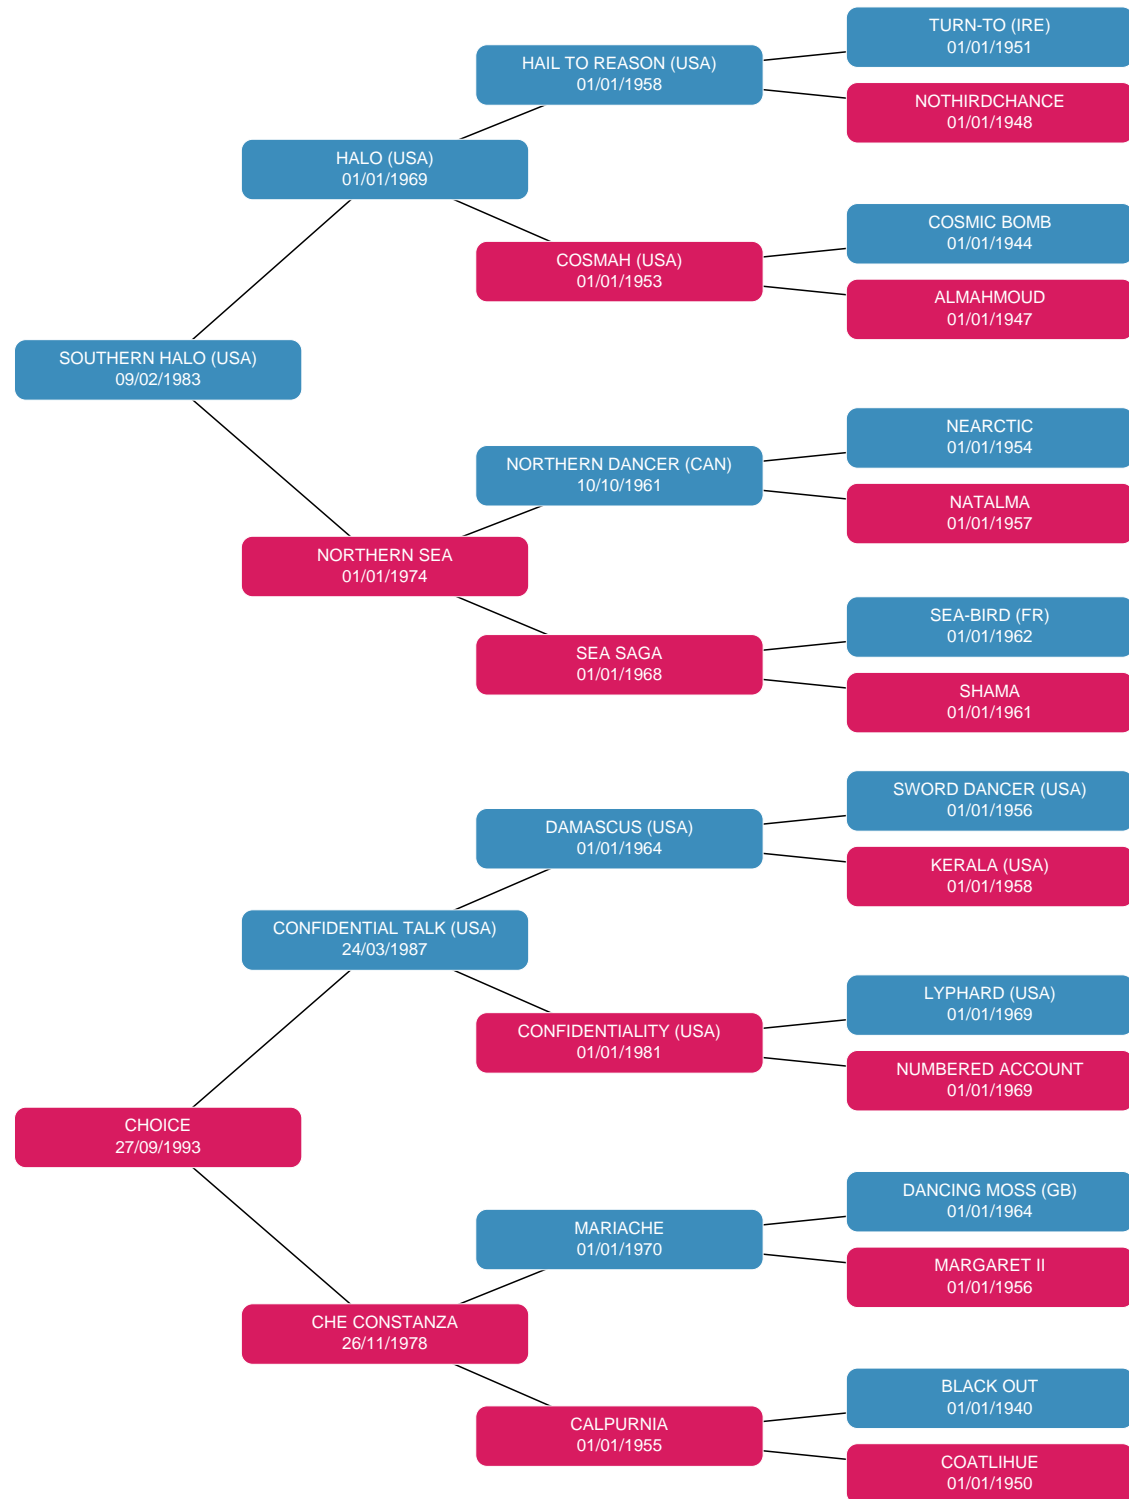 TURN-TO (IRE)
01/01/1951
HAIL TO REASON (USA)
01/01/1958
NOTHIRDCHANCE
01/01/1948
HALO (USA)
01/01/1969
COSMIC BOMB
01/01/1944
COSMAH (USA)
01/01/1953
ALMAHMOUD
01/01/1947
SOUTHERN HALO (USA)
09/02/1983
NEARCTIC
01/01/1954
NORTHERN DANCER (CAN)
10/10/1961
NATALMA
01/01/1957
NORTHERN SEA
01/01/1974
SEA-BIRD (FR)
01/01/1962
SEA SAGA
01/01/1968
SHAMA
01/01/1961
SWORD DANCER (USA)
01/01/1956
DAMASCUS (USA)
01/01/1964
KERALA (USA)
01/01/1958
CONFIDENTIAL TALK (USA)
24/03/1987
LYPHARD (USA)
01/01/1969
CONFIDENTIALITY (USA)
01/01/1981
NUMBERED ACCOUNT
01/01/1969
CHOICE
27/09/1993
DANCING MOSS (GB)
01/01/1964
MARIACHE
01/01/1970
MARGARET II
01/01/1956
CHE CONSTANZA
26/11/1978
BLACK OUT
01/01/1940
CALPURNIA
01/01/1955
COATLIHUE
01/01/1950